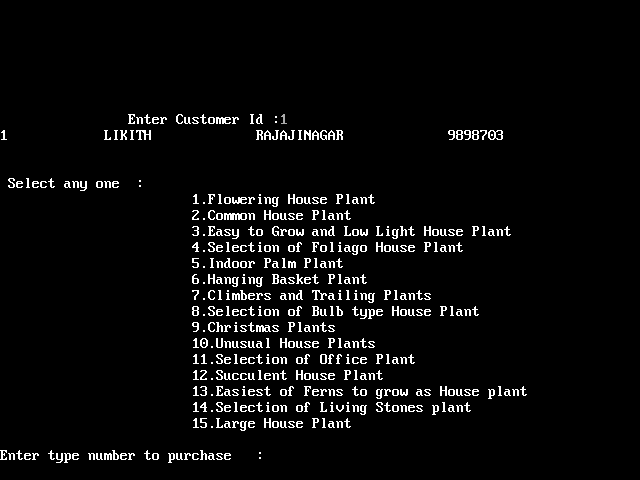 Enter Customer Id :1
1 LIKITH RAJAJINAGAR 9898703
Select any one :
1.Flowering House Plant
2.Common House Plant
3.Easy to Grow and Low Light House Plant
4.Selection of Foliago House Plant
5.Indoor Palm Plant
6.Hanging Basket Plant
7.Climbers and Trailing Plants
8.Selection of Bulb type House Plant
9.Christmas Plants
10.Unusual House Plants
11.Selection of Office Plant
12.Succulent House Plant
13.Easiest of Ferns to grow as House plant
14.Selection of Living Stones plant
15.Large House Plant
Enter type number to purchase :